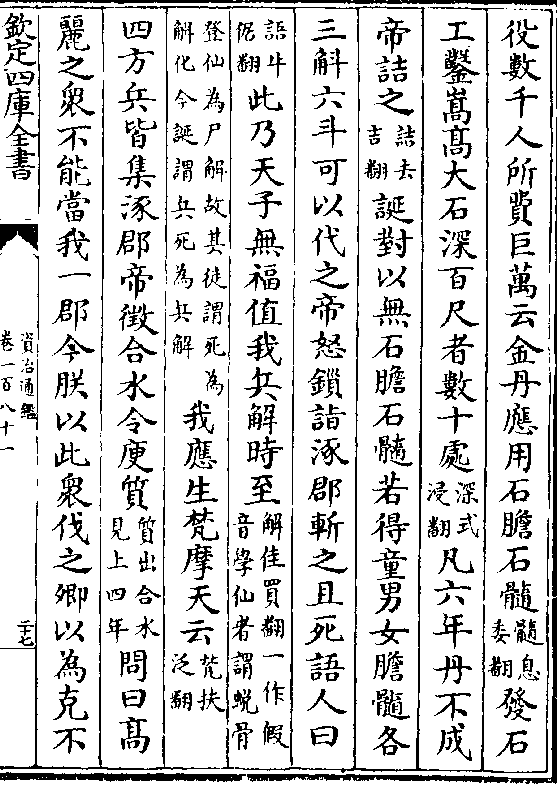 役數千人所費巨萬云金丹應用石膽石髓髓息委翻發石
工鑿嵩高大石深百尺者數十處深式浸翻凡六年丹不成
帝詰之詰去吉翻誕對以無石膽石髓若得童男女膽髓各
三斛六斗可以代之帝怒鎖詣涿郡斬之且死語人曰
語牛倨翻此乃天子無福值我兵解時至解佳買翻一作假音學仙者謂蛻骨
登仙為尸解故其徒謂死為解化今誕謂兵死為兵解我應生梵摩天云梵扶泛翻
四方兵皆集涿郡帝徵合水令庾質質出合水見上四年問曰高
麗之衆不能當我一郡今朕以此衆伐之卿以為克不
欽定四庫全書
資治通鑑
卷一百八十一
二十七